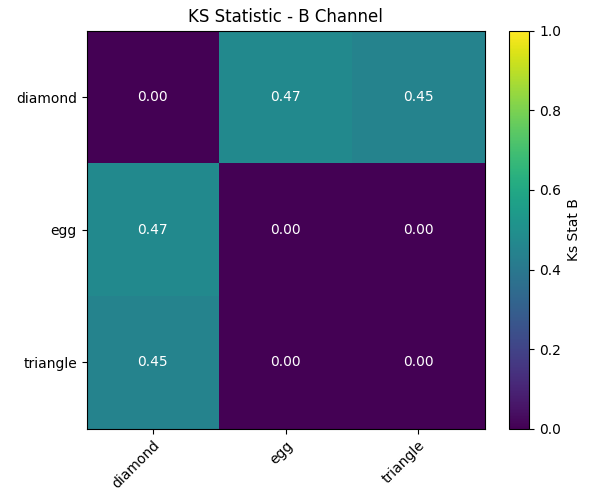 KS Statistic - B Channel
diamond
0.00 0.47 0.45
egg
0.47 0.00 0.00
triangle
0.45 0.00 0.00
diamond
egg
triangle
1.0
0.8
0.6
0.4
0.2
0.0
Ks Stat B